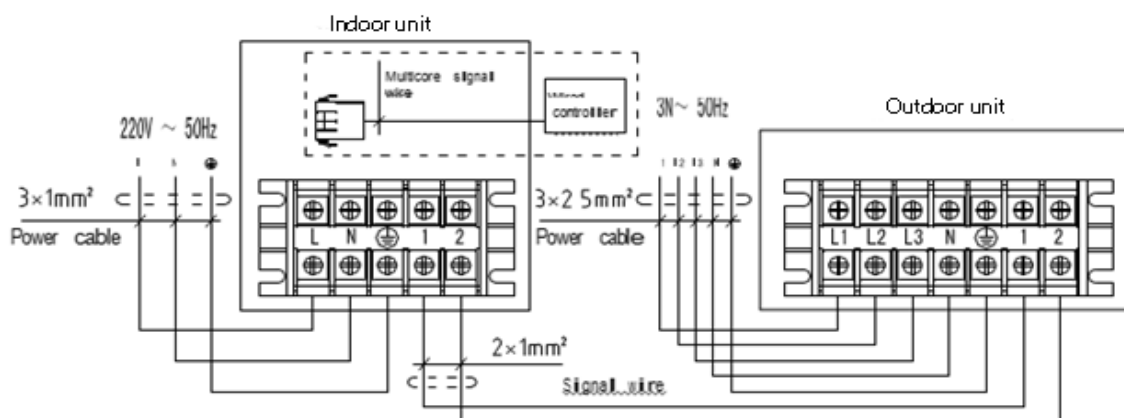 Indoor unit
Multicore signal
wire
controller
220V ~ 50Hz
3N~ 50Hz
Outdoor unit
3×1mm²
Power cable
3×2 5mm²
Power cable
L N 1 2
L1 L2 L3 N 1 2
2×1mm²
Signal wire